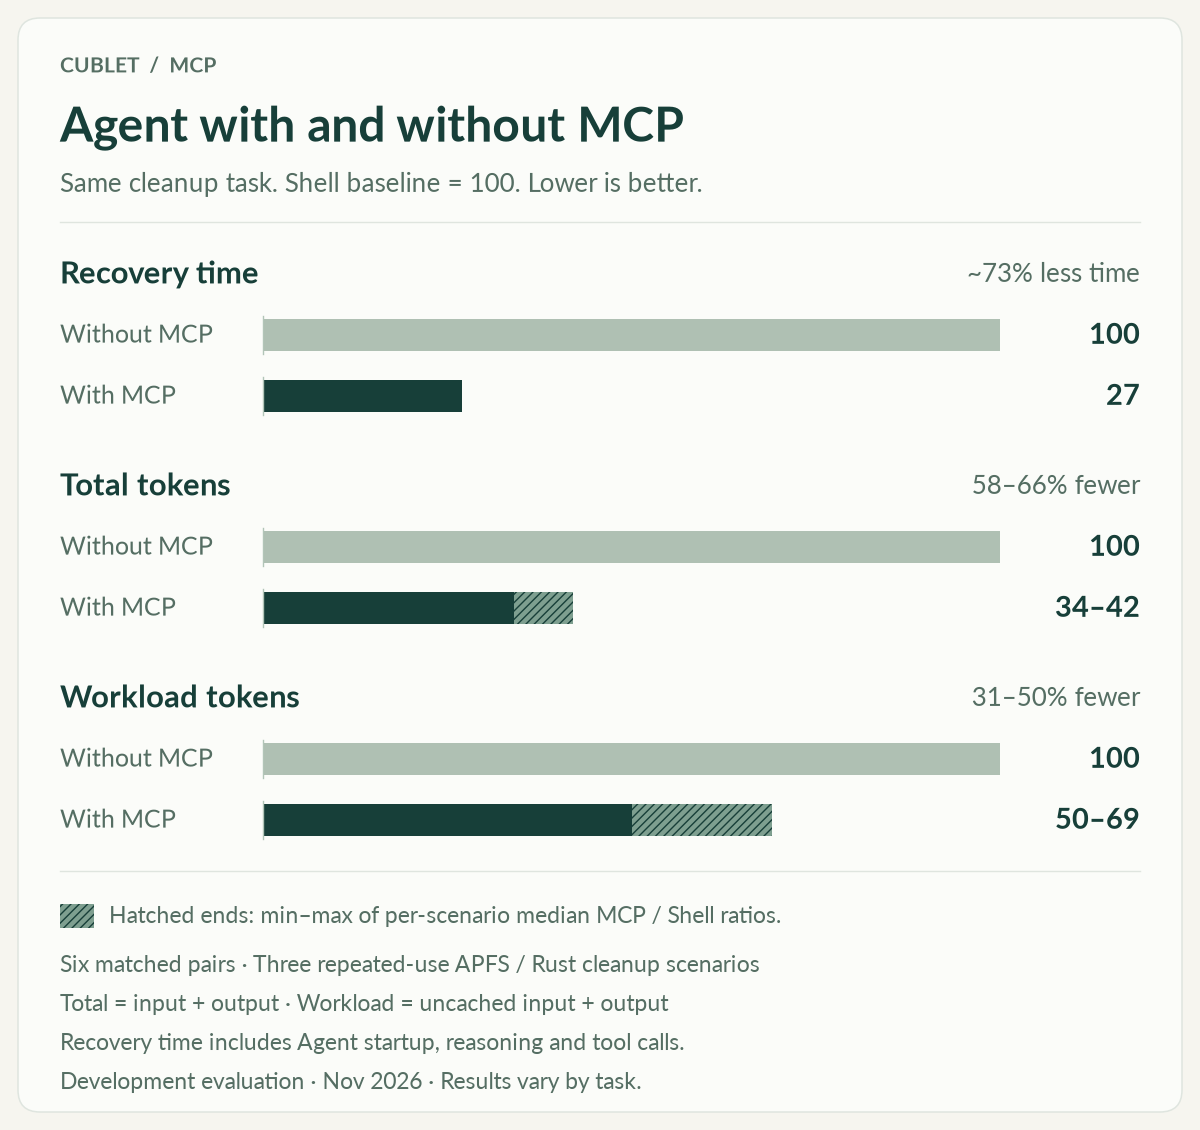 CUBLET / MCP
Agent with and without MCP
Same cleanup task. Shell baseline = 100. Lower is better.
Recovery time ~73% less time
Without MCP 100
With MCP 27
Total tokens 58–66% fewer
Without MCP 100
With MCP 34–42
Workload tokens 31–50% fewer
Without MCP 100
With MCP 50–69
Hatched ends: min–max of per-scenario median MCP / Shell ratios.
Six matched pairs · Three repeated-use APFS / Rust cleanup scenarios
Total = input + output · Workload = uncached input + output
Recovery time includes Agent startup, reasoning and tool calls.
Development evaluation · Nov 2026 · Results vary by task.